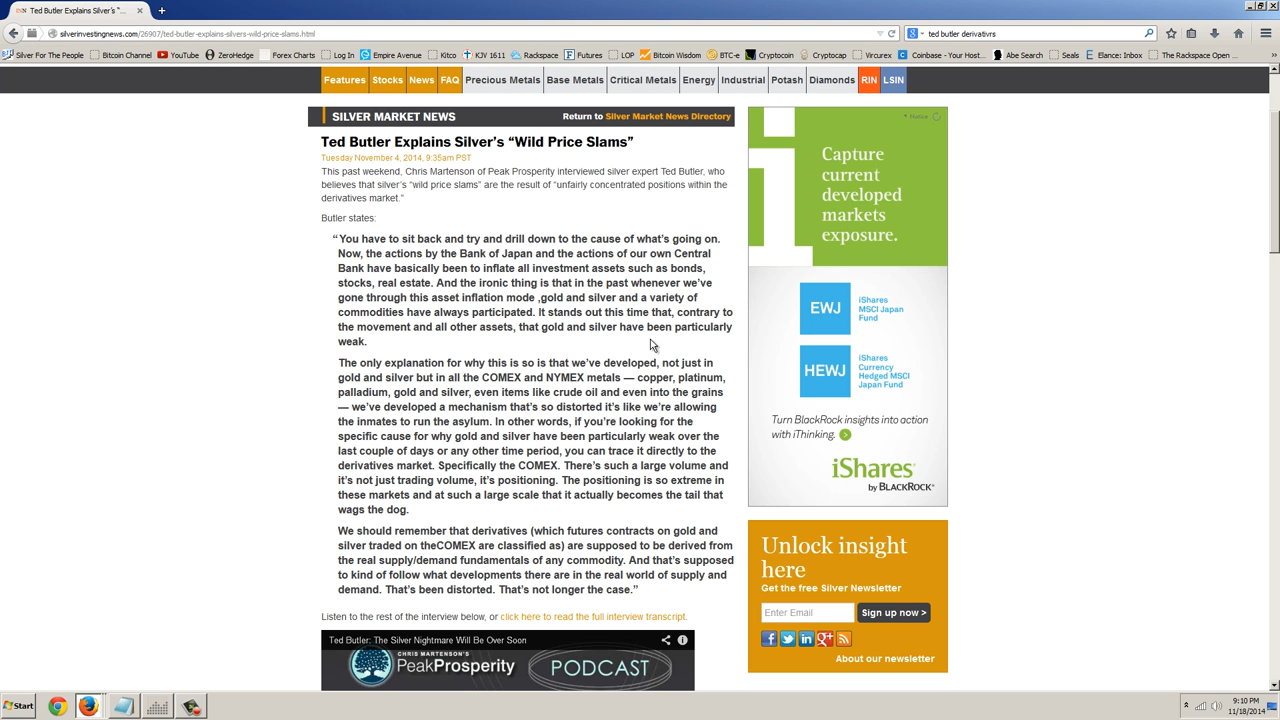 Ted Butler Explains Silver's "...
silverinvestingnews.com/26907/ted-butler-explains-silvers-wild-price-slams.html
ted butler derivativrs
Silver For The People
Bitcoin Channel
YouTube
ZeroHedge
Forex Charts
Log In
Empire Avenue
Kitco
KJV 1611
Rackspace
Futures
LOP
Bitcoin Wisdom
BTC-e
Cryptocoin
Cryptocap
Vircurex
Coinbase - Your Host...
Abe Search
Seals
Elance: Inbox
The Rackspace Open ...
Features
Stocks
News
FAQ
Precious Metals
Base Metals
Critical Metals
Energy
Industrial
Potash
Diamonds
RIN
LSIN
SILVER MARKET NEWS
Return to Silver Market News Directory
Ted Butler Explains Silver's “Wild Price Slams”
Tuesday November 4, 2014, 9:35am PST
This past weekend, Chris Martenson of Peak Prosperity interviewed silver expert Ted Butler, who
believes that silver's “wild price slams” are the result of “unfairly concentrated positions within the
derivatives market.”
Butler states:
“You have to sit back and try and drill down to the cause of what's going on.
Now, the actions by the Bank of Japan and the actions of our own Central
Bank have basically been to inflate all investment assets such as bonds,
stocks, real estate. And the ironic thing is that in the past whenever we've
gone through this asset inflation mode ,gold and silver and a variety of
commodities have always participated. It stands out this time that, contrary to
the movement and all other assets, that gold and silver have been particularly
weak.
The only explanation for why this is so is that we've developed, not just in
gold and silver but in all the COMEX and NYMEX metals — copper, platinum,
palladium, gold and silver, even items like crude oil and even into the grains
— we've developed a mechanism that's so distorted it's like we're allowing
the inmates to run the asylum. In other words, if you're looking for the
specific cause for why gold and silver have been particularly weak over the
last couple of days or any other time period, you can trace it directly to the
derivatives market. Specifically the COMEX. There's such a large volume and
it's not just trading volume, it's positioning. The positioning is so extreme in
these markets and at such a large scale that it actually becomes the tail that
wags the dog.
We should remember that derivatives (which futures contracts on gold and
silver traded on theCOMEX are classified as) are supposed to be derived from
the real supply/demand fundamentals of any commodity. And that's supposed
to kind of follow what developments there are in the real world of supply and
demand. That's been distorted. That's not longer the case.”
Listen to the rest of the interview below, or click here to read the full interview transcript.
Ted Butler: The Silver Nightmare Will Be Over Soon
CHRIS MARTENSON'S
PeakProsperity
PODCAST
Notice
Capture
current
developed
markets
exposure.
EWJ
iShares
MSCI Japan
Fund
HEWJ
iShares
Currency
Hedged MSCI
Japan Fund
Turn BlackRock insights into action
with iThinking.
iShares
by BLACKROCK
Unlock insight
here
Get the free Silver Newsletter
Enter Email
Sign up now >
About our newsletter
Start
9:10 PM
11/18/2014